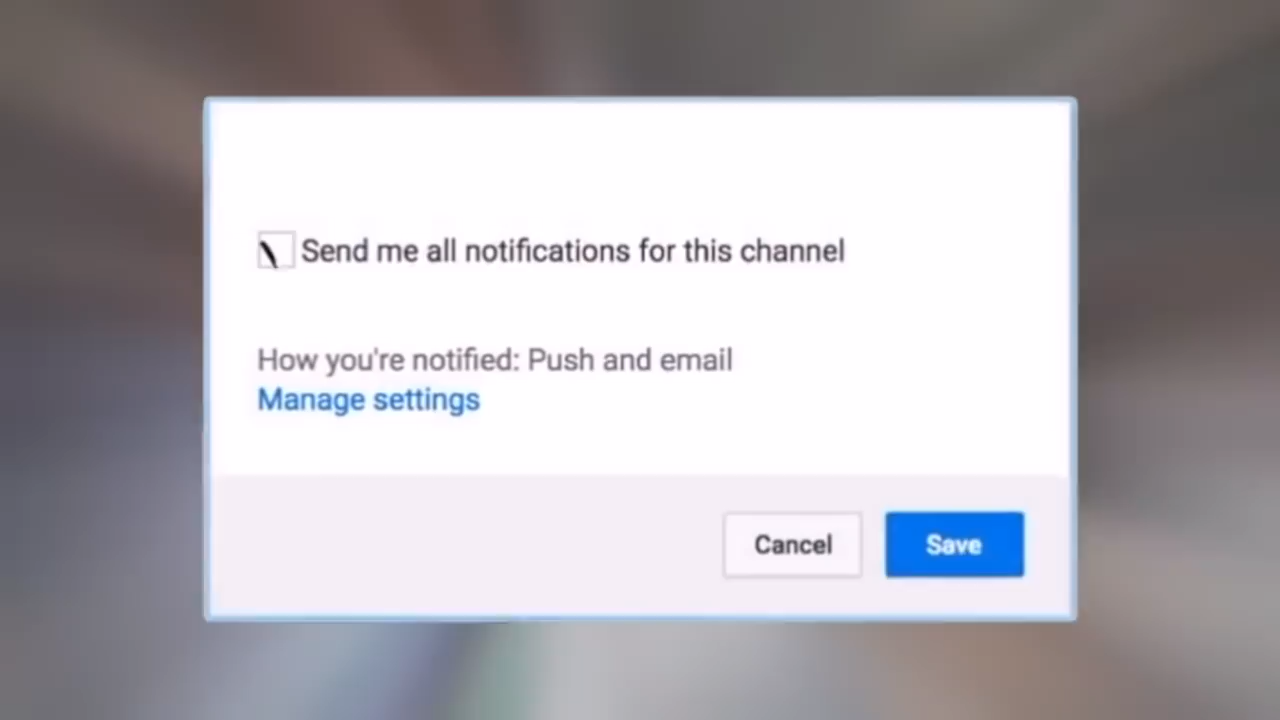 Send me all notifications for this channel
How you're notified: Push and email
Manage settings
Cancel
Save